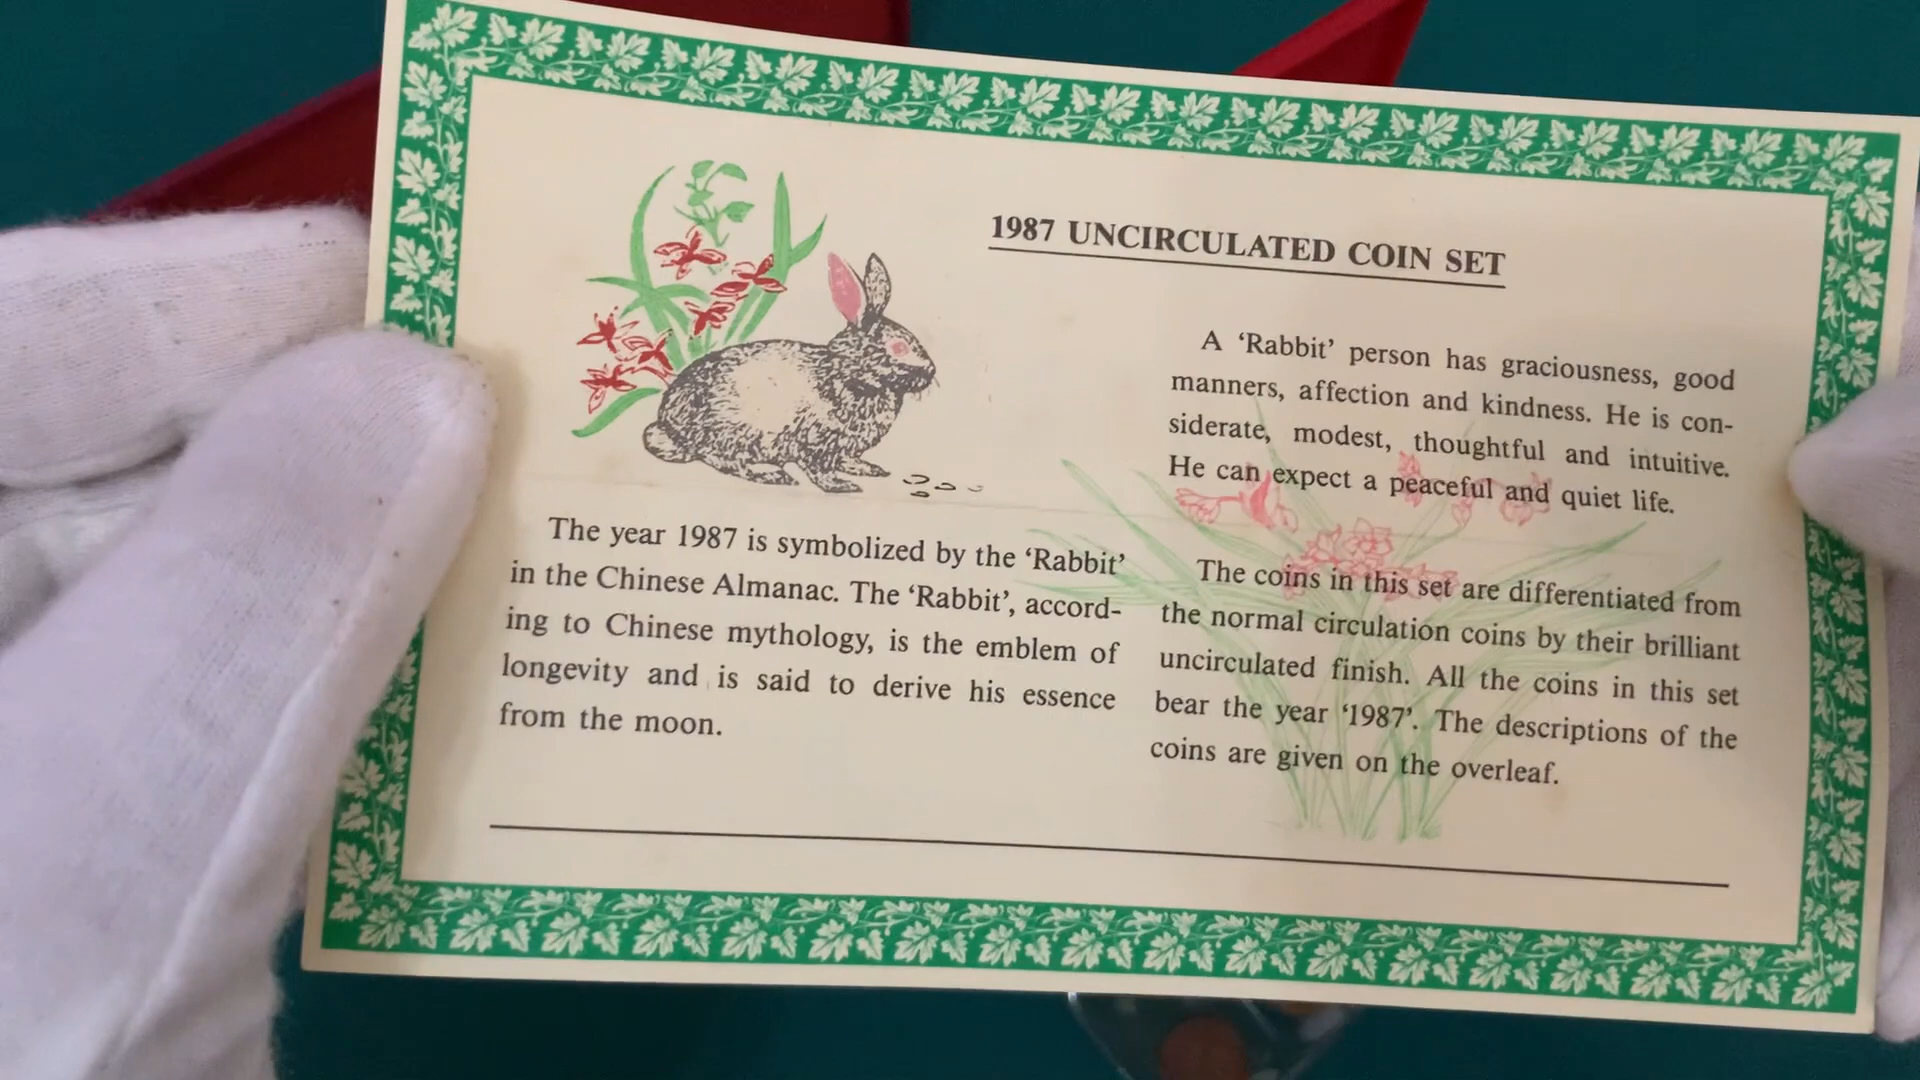 1987 UNCIRCULATED COIN SET
The year 1987 is symbolized by the ‘Rabbit’
in the Chinese Almanac. The ‘Rabbit’, accord-
ing to Chinese mythology, is the emblem of
longevity and is said to derive his essence
from the moon.
A ‘Rabbit’ person has graciousness, good
manners, affection and kindness. He is con-
siderate, modest, thoughtful and intuitive.
He can expect a peaceful and quiet life.
The coins in this set are differentiated from
the normal circulation coins by their brilliant
uncirculated finish. All the coins in this set
bear the year ‘1987’. The descriptions of the
coins are given on the overleaf.